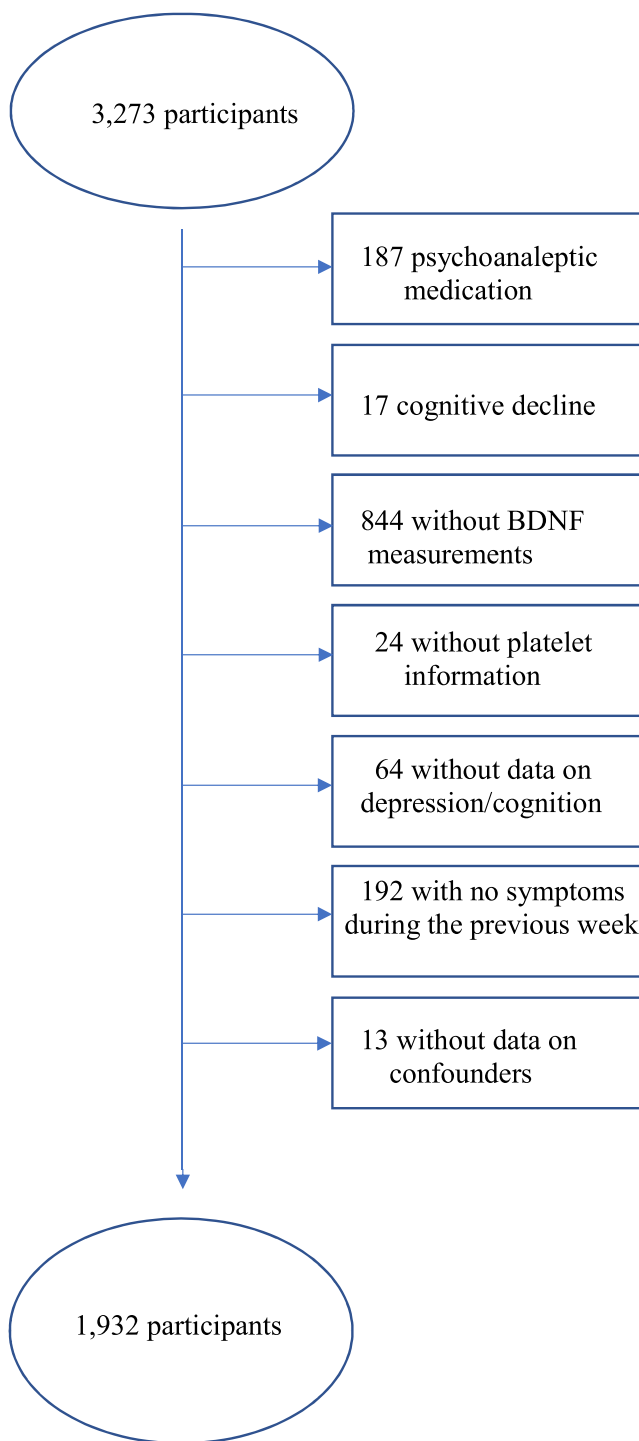 3,273 participants
187 psychoanaleptic
medication
17 cognitive decline
844 without BDNF
measurements
24 without platelet
information
64 without data on
depression/cognition
192 with no symptoms
during the previous week
13 without data on
confounders
1,932 participants